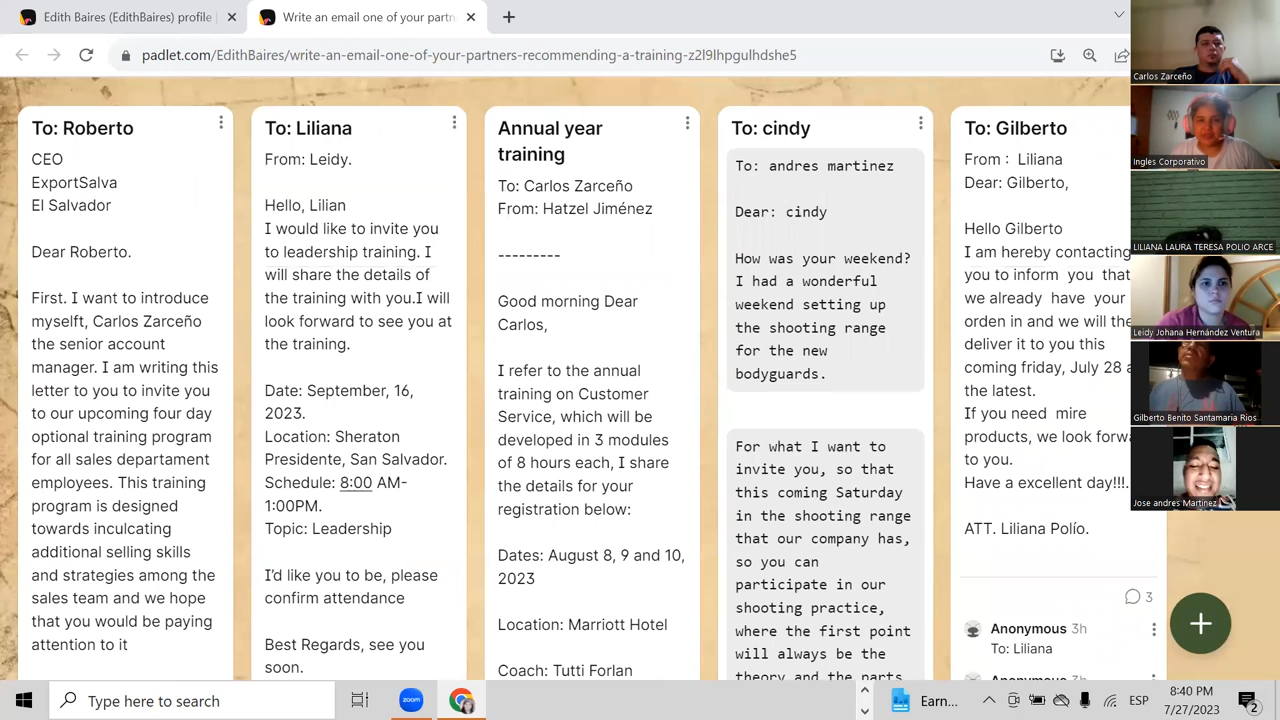 Edith Baires (EdithBaires) profile
Write an email one of your partn
padlet.com/EdithBaires/write-an-email-one-of-your-partners-recommending-a-training-z2l9lhpgulhdshe5
To: Roberto
CEO
ExportSalva
El Salvador
Dear Roberto.
First. I want to introduce
myselft, Carlos Zarceño
the senior account
manager. I am writing this
letter to you to invite you
to our upcoming four day
optional training program
for all sales departament
employees. This training
program is designed
towards inculcating
additional selling skills
and strategies among the
sales team and we hope
that you would be paying
attention to it
To: Liliana
From: Leidy.
Hello, Lilian
I would like to invite you
to leadership training. I
will share the details of
the training with you.I will
look forward to see you at
the training.
Date: September, 16,
2023.
Location: Sheraton
Presidente, San Salvador.
Schedule: 8:00 AM-
1:00PM.
Topic: Leadership
I'd like you to be, please
confirm attendance
Best Regards, see you
soon.
Annual year
training
To: Carlos Zarceño
From: Hatzel Jiménez
---------
Good morning Dear
Carlos,
I refer to the annual
training on Customer
Service, which will be
developed in 3 modules
of 8 hours each, I share
the details for your
registration below:
Dates: August 8, 9 and 10,
2023
Location: Marriott Hotel
Coach: Tutti Forlan
To: cindy
To: andres martinez
Dear: cindy
How was your weekend?
I had a wonderful
weekend setting up
the shooting range
for the new
bodyguards.
For what I want to
invite you, so that
this coming Saturday
in the shooting range
that our company has,
so you can
participate in our
shooting practice,
where the first point
will always be the
theory and the parts
To: Gilberto
From : Liliana
Dear: Gilberto,
Hello Gilberto
I am hereby contacting
you to inform you that
we already have your
orden in and we will the
deliver it to you this
coming friday, July 28 a
the latest.
If you need mire
products, we look forw
to you.
Have a excellent day!!!.
ATT. Liliana Polío.
3
Anonymous 3h
To: Liliana
Anonymous 3h
Carlos Zarceño
Ingles Corporativo
LILIANA LAURA TERESA POLIO ARCE
Leidy Johana Hernández Ventura
Gilberto Benito Santamaria Rios
Jose andres Martinez
Type here to search
zoom
Earn...
ESP
8:40 PM
7/27/2023
2